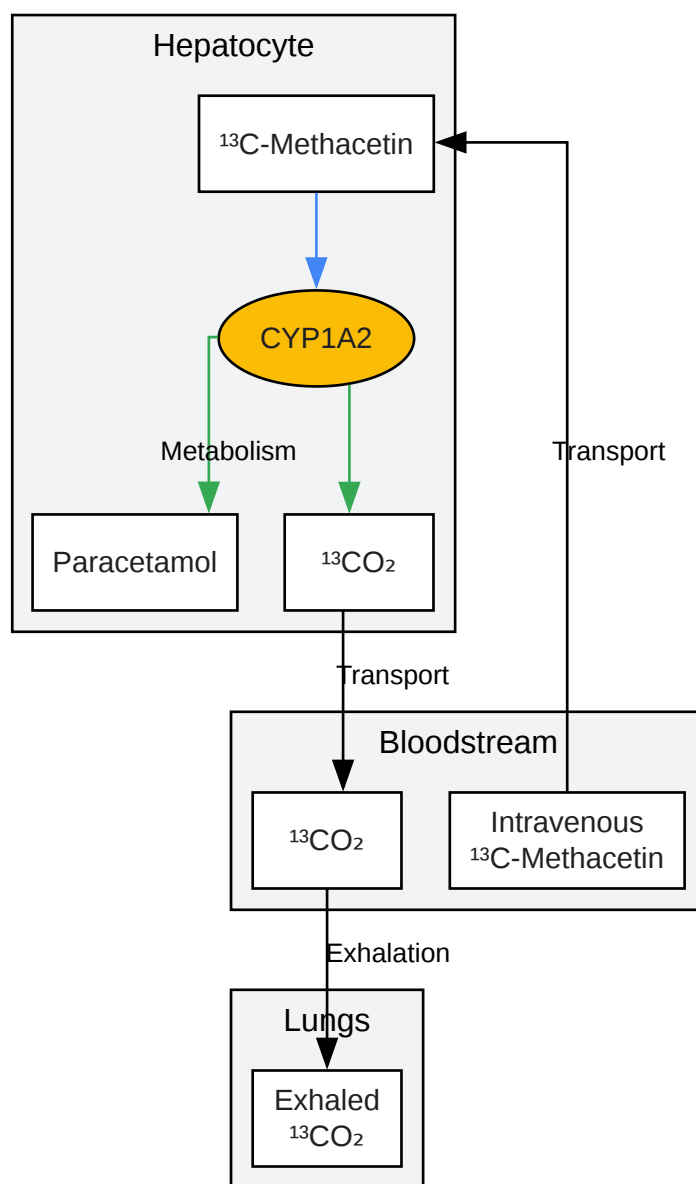 Hepatocyte
¹³C-Methacetin
CYP1A2
Metabolism
Transport
Paracetamol
¹³CO₂
Transport
Bloodstream
¹³CO₂
Intravenous
¹³C-Methacetin
Exhalation
Lungs
Exhaled
¹³CO₂